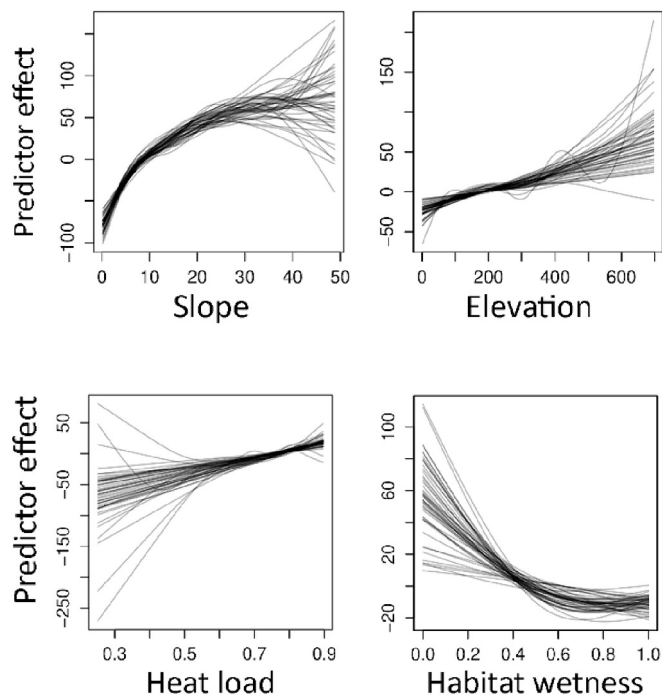 Predictor effect
100
50
0
-100
0 10 20 30 40 50
Slope
150
50
0
-50
0 200 400 600
Elevation
Predictor effect
50
-50
-150
-250
0.3 0.5 0.7 0.9
Heat load
100
60
20
-20
0.0 0.2 0.4 0.6 0.8 1.0
Habitat wetness